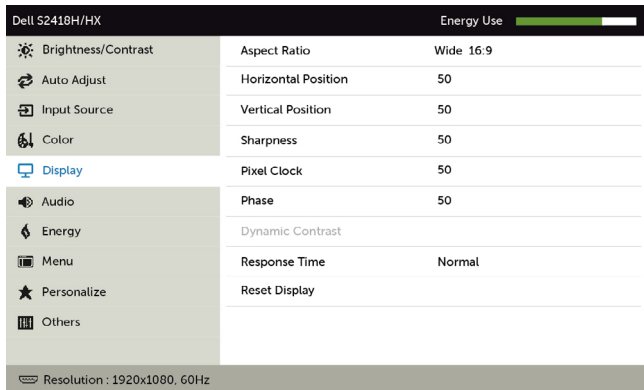 Dell S2418H/HX Energy Use
Brightness/Contrast
Auto Adjust
Input Source
Color
Display
Audio
Energy
Menu
Personalize
Others
Aspect Ratio Wide 16:9
Horizontal Position 50
Vertical Position 50
Sharpness 50
Pixel Clock 50
Phase 50
Dynamic Contrast
Response Time Normal
Reset Display
Resolution : 1920x1080, 60Hz